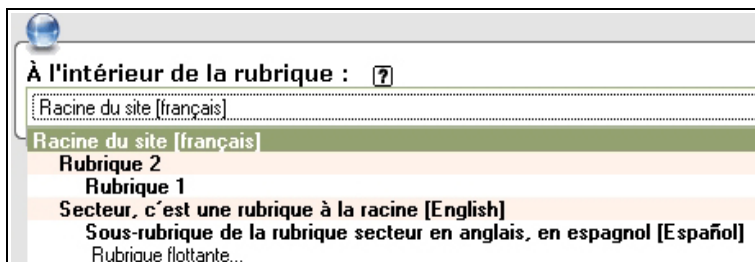 À l'intérieur de la rubrique : ?
Racine du site [français]
Racine du site [français]
Rubrique 2
Rubrique 1
Secteur, c´est une rubrique à la racine [English]
Sous-rubrique de la rubrique secteur en anglais, en espagnol [Español]
Rubrique flottante...